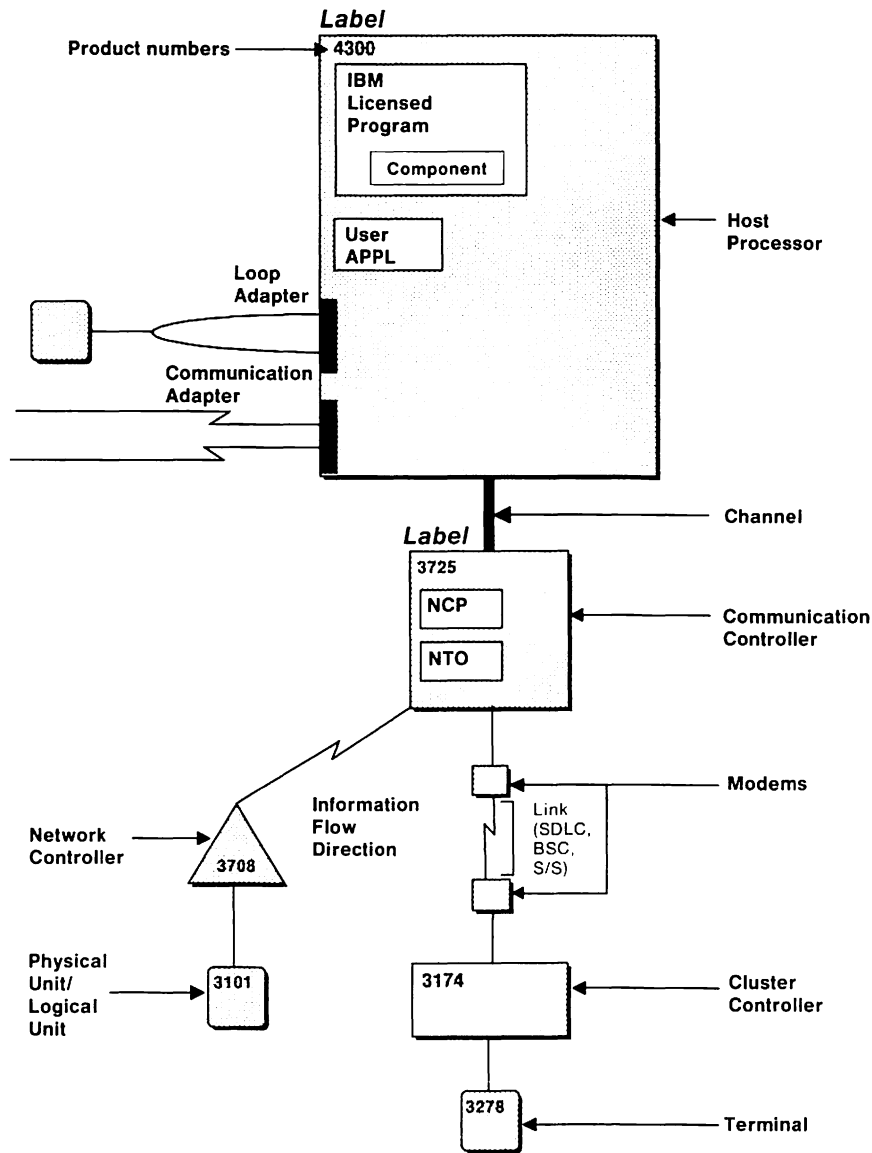 Label
Product numbers
4300
IBM
Licensed
Program
Component
User
APPL
Host
Processor
Loop
Adapter
Communication
Adapter
Channel
Label
3725
NCP
NTO
Communication
Controller
Modems
Link
(SDLC,
BSC,
S/S)
Information
Flow
Direction
Network
Controller
3708
Physical
Unit/
Logical
Unit
3101
3174
Cluster
Controller
3278
Terminal